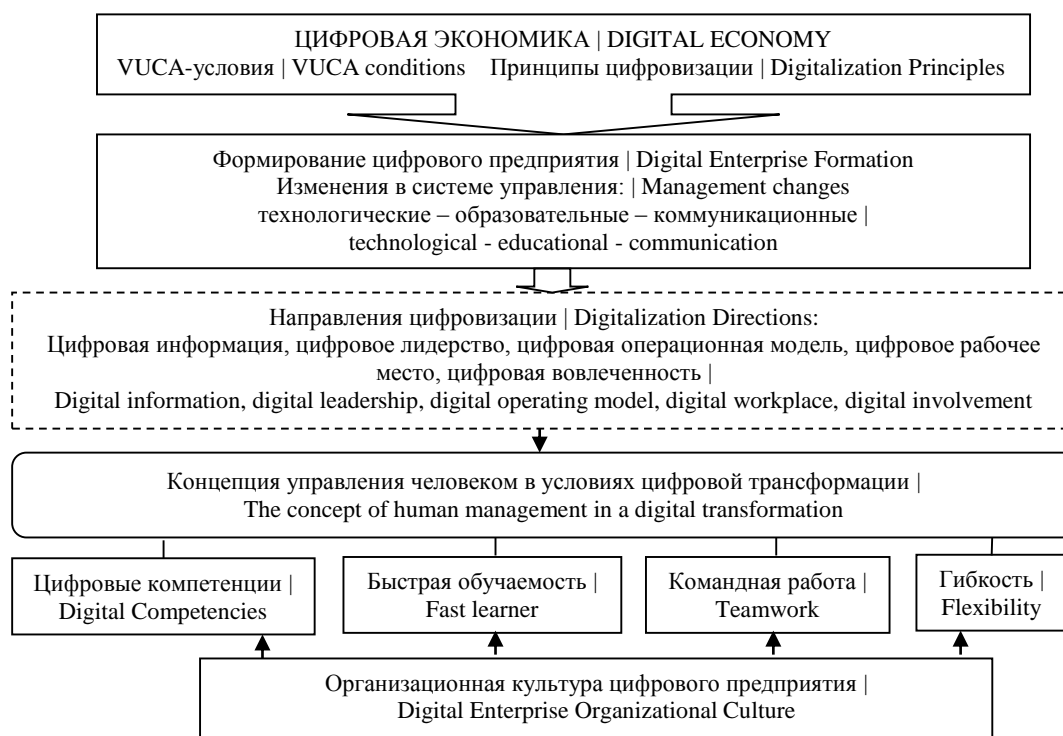 ЦИФРОВАЯ ЭКОНОМИКА | DIGITAL ECONOMY
VUCA-условия | VUCA conditions Принципы цифровизации | Digitalization Principles
Формирование цифрового предприятия | Digital Enterprise Formation
Изменения в системе управления: | Management changes
технологические – образовательные – коммуникационные |
technological - educational - communication
Направления цифровизации | Digitalization Directions:
Цифровая информация, цифровое лидерство, цифровая операционная модель, цифровое рабочее
место, цифровая вовлеченность |
Digital information, digital leadership, digital operating model, digital workplace, digital involvement
Концепция управления человеком в условиях цифровой трансформации |
The concept of human management in a digital transformation
Цифровые компетенции |
Digital Competencies
Быстрая обучаемость |
Fast learner
Командная работа |
Teamwork
Гибкость |
Flexibility
Организационная культура цифрового предприятия |
Digital Enterprise Organizational Culture